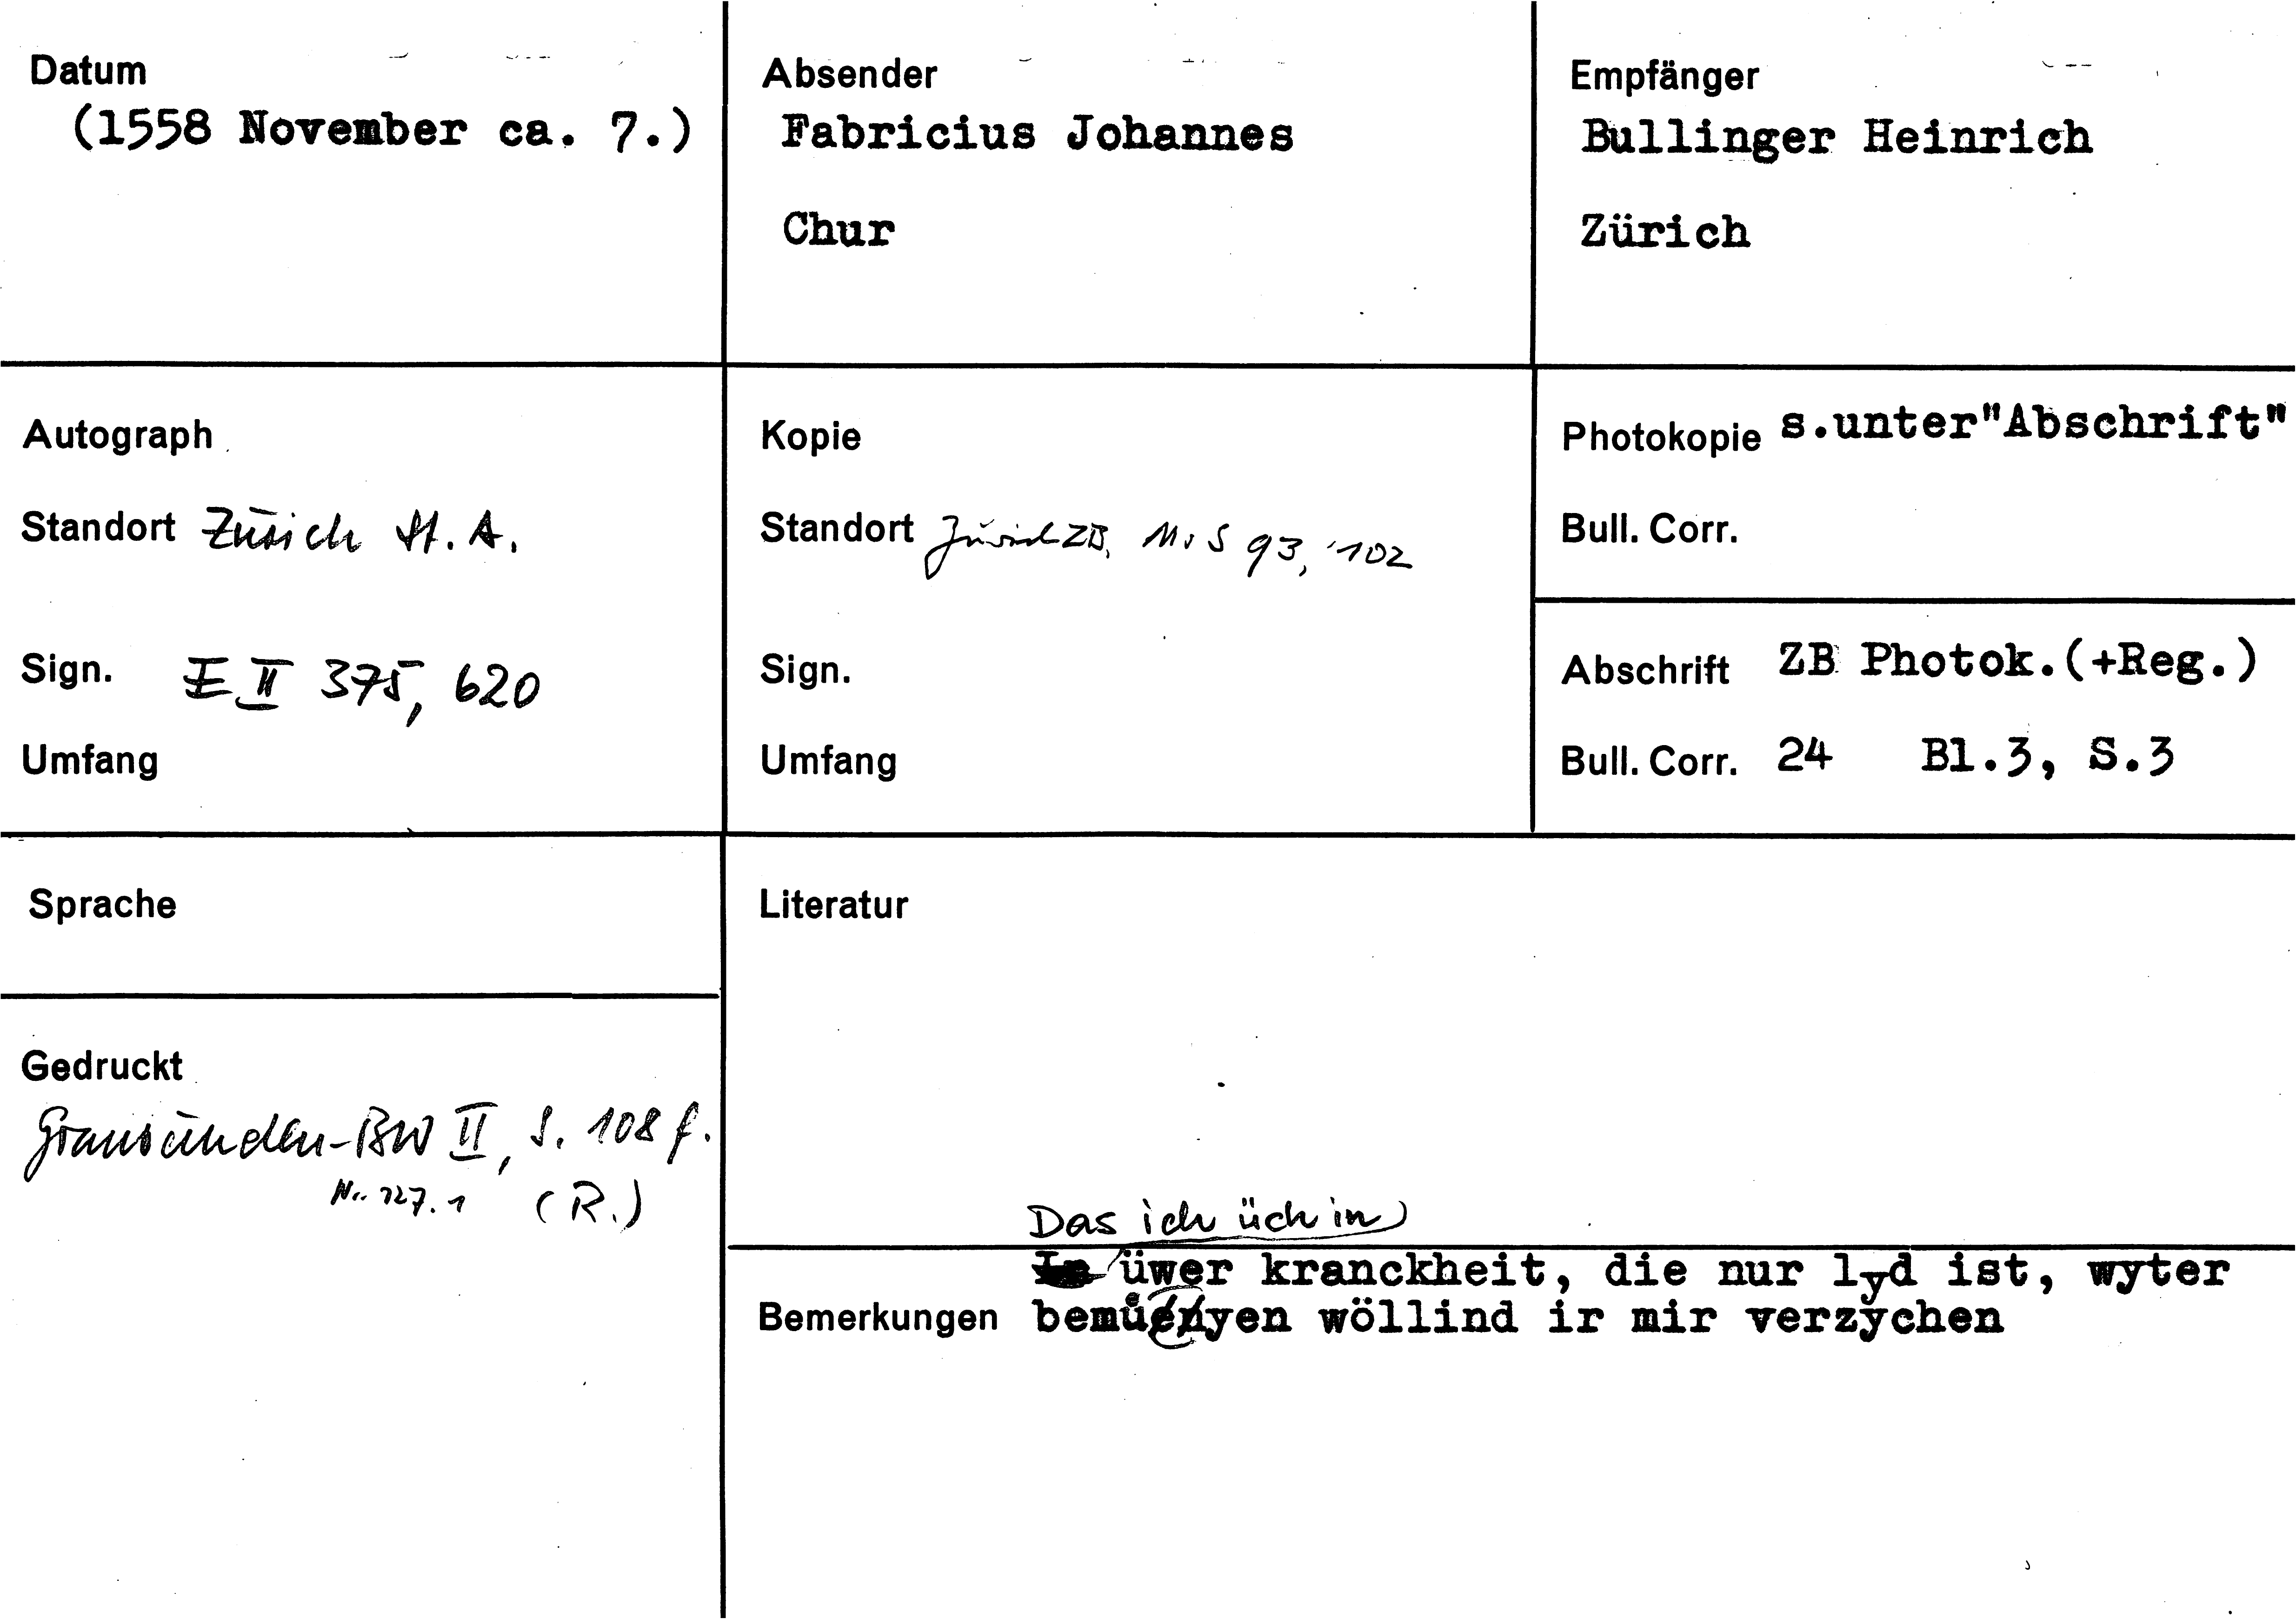 Datum
(1558 November ca. 7.)
Absender
Fabricius Johannes
Chur
Empfänger
Bullinger Heinrich
Zürich
Autograph
Standort Zürich St. A.
Sign. E II 375, 620
Umfang
Kopie
Standort Zürich ZB, Ms S 93, 102
Sign.
Umfang
Photokopie s.unter"Abschrift"
Bull. Corr.
Abschrift ZB Photok.(+Reg.)
Bull. Corr. 24 Bl.3, S.3
Sprache
Gedruckt
Graubünden-BW II, S. 108 f.
Nr. 127.1 (R.)
Literatur
Das ich üch in
üwer kranckheit, die nur lyd ist, wyter
Bemerkungen bemůeyen wöllind ir mir verzychen